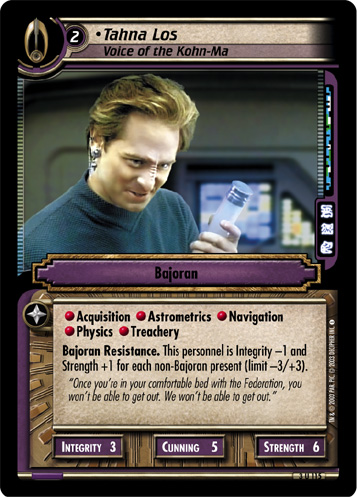 2
•Tahna Los
Voice of the Kohn-Ma
Bajoran
Acquisition Astrometrics Navigation
Physics Treachery
Bajoran Resistance. This personnel is Integrity –1 and
Strength +1 for each non-Bajoran present (limit –3/+3).
"Once you're in your comfortable bed with the Federation, you
won't be able to get out. We won't be able to get out."
INTEGRITY 3 CUNNING 5 STRENGTH 6
3 U 115